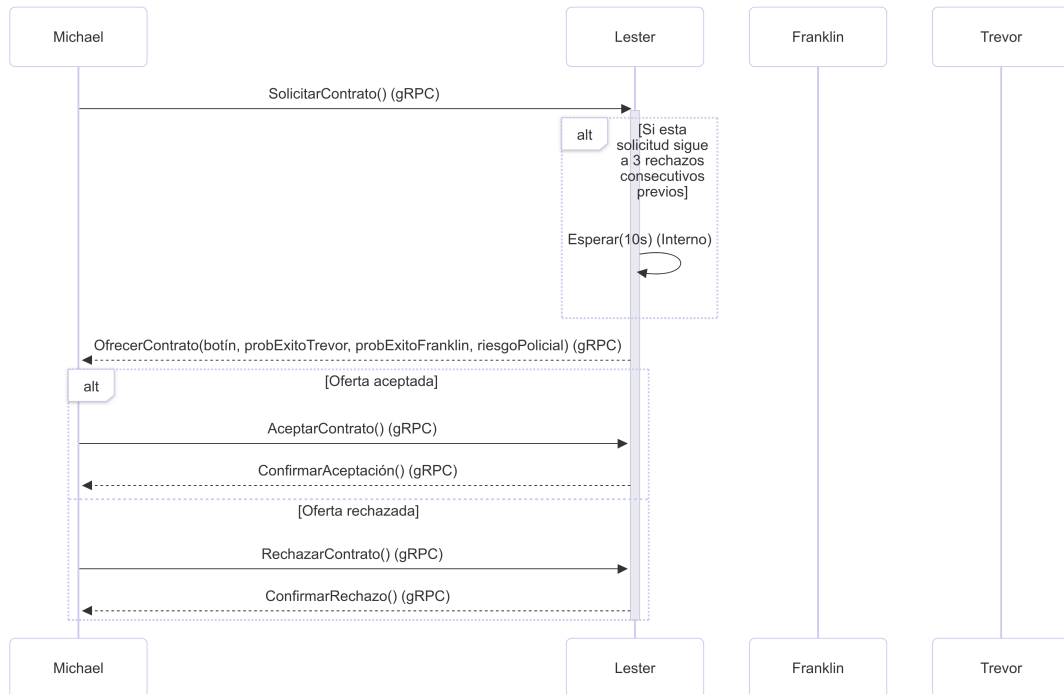 Michael
Lester
Franklin
Trevor
SolicitarContrato() (gRPC)
alt
[Si esta
solicitud sigue
a 3 rechazos
consecutivos
previos]
Esperar(10s) (Interno)
OfrecerContrato(botín, probExitoTrevor, probExitoFranklin, riesgoPolicial) (gRPC)
alt
[Oferta aceptada]
AceptarContrato() (gRPC)
ConfirmarAceptación() (gRPC)
[Oferta rechazada]
RechazarContrato() (gRPC)
ConfirmarRechazo() (gRPC)
Michael
Lester
Franklin
Trevor